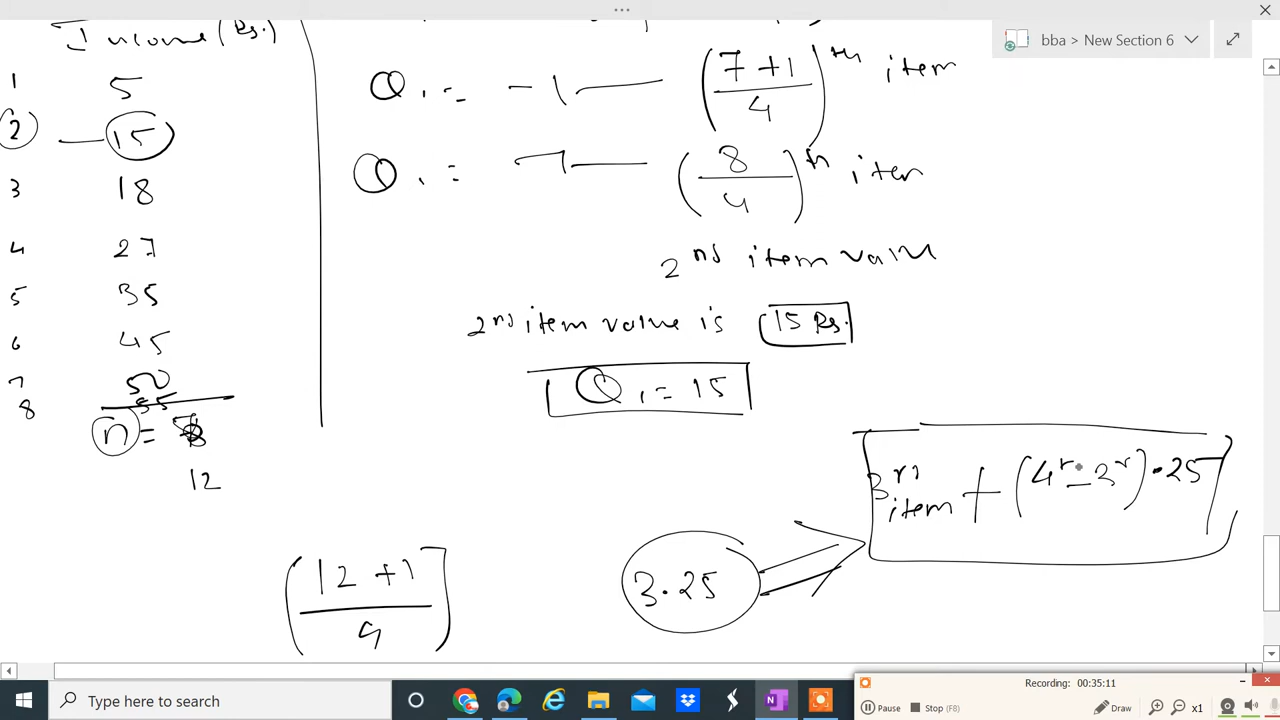 bba > New Section 6
Income (Rs.)
1 5
2 15
3 18
4 27
5 35
6 45
7 50
8 55
n =
12
Q1 = (7 + 1 / 4)th item
Q1 = (8 / 4)th item
2nd item value
2nd item value is 15 Rs.
Q1 = 15
(12 + 1 / 4)
3.25
3rd item + (4r - 3r) .25
Type here to search
Recording: 00:35:11
Pause Stop (F8) Draw x1